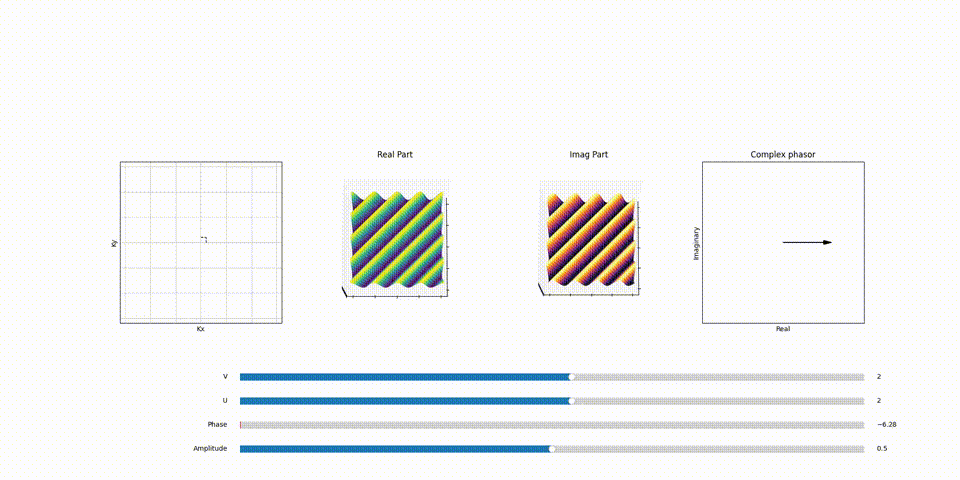 Real Part
Imag Part
Complex phasor
Ky
Kx
Imaginary
Real
V 2
U 2
Phase −6.28
Amplitude 0.5